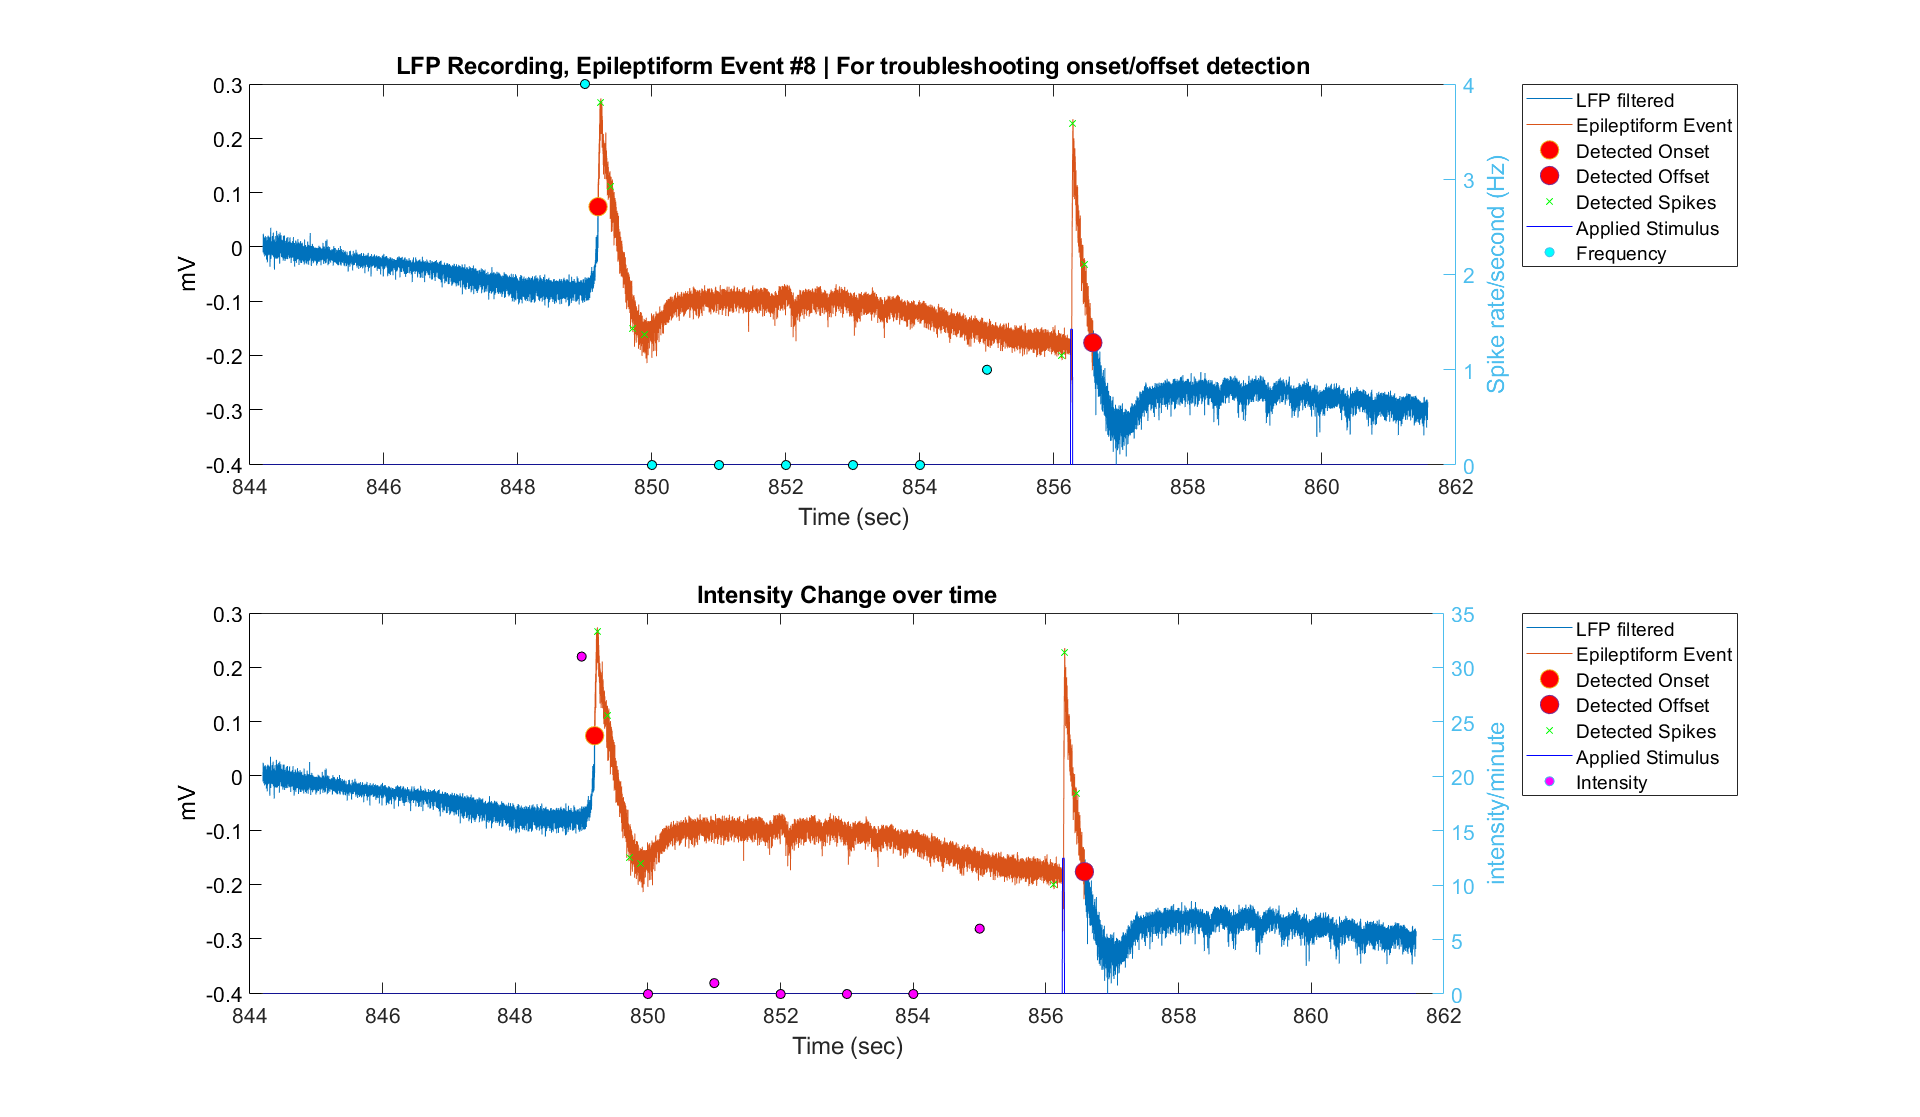 LFP Recording, Epileptiform Event #8 | For troubleshooting onset/offset detection
0.3
0.2
0.1
0
-0.1
-0.2
-0.3
-0.4
mV
4
3
2
1
0
Spike rate/second (Hz)
844 846 848 850 852 854 856 858 860 862
Time (sec)
LFP filtered
Epileptiform Event
Detected Onset
Detected Offset
Detected Spikes
Applied Stimulus
Frequency
Intensity Change over time
0.3
0.2
0.1
0
-0.1
-0.2
-0.3
-0.4
mV
35
30
25
20
15
10
5
0
intensity/minute
844 846 848 850 852 854 856 858 860 862
Time (sec)
LFP filtered
Epileptiform Event
Detected Onset
Detected Offset
Detected Spikes
Applied Stimulus
Intensity